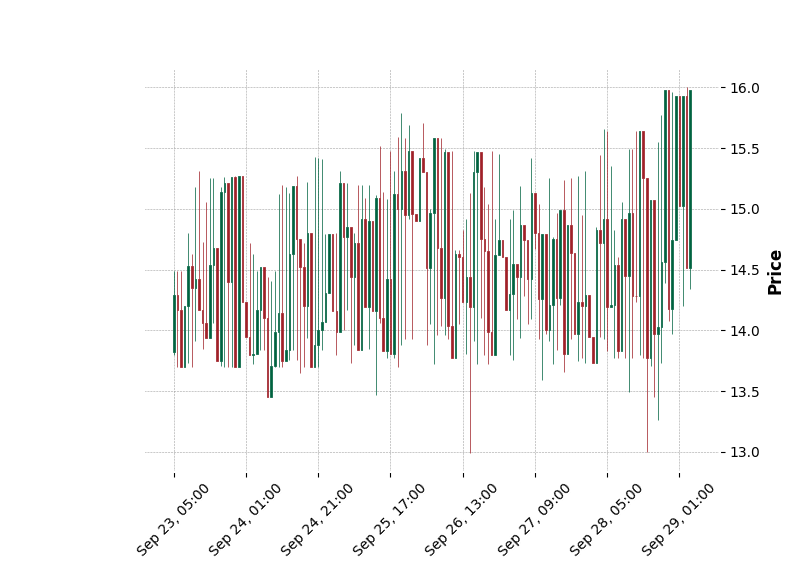 16.0
15.5
15.0
14.5
14.0
13.5
13.0
Price
Sep 23, 05:00
Sep 24, 01:00
Sep 24, 21:00
Sep 25, 17:00
Sep 26, 13:00
Sep 27, 09:00
Sep 28, 05:00
Sep 29, 01:00